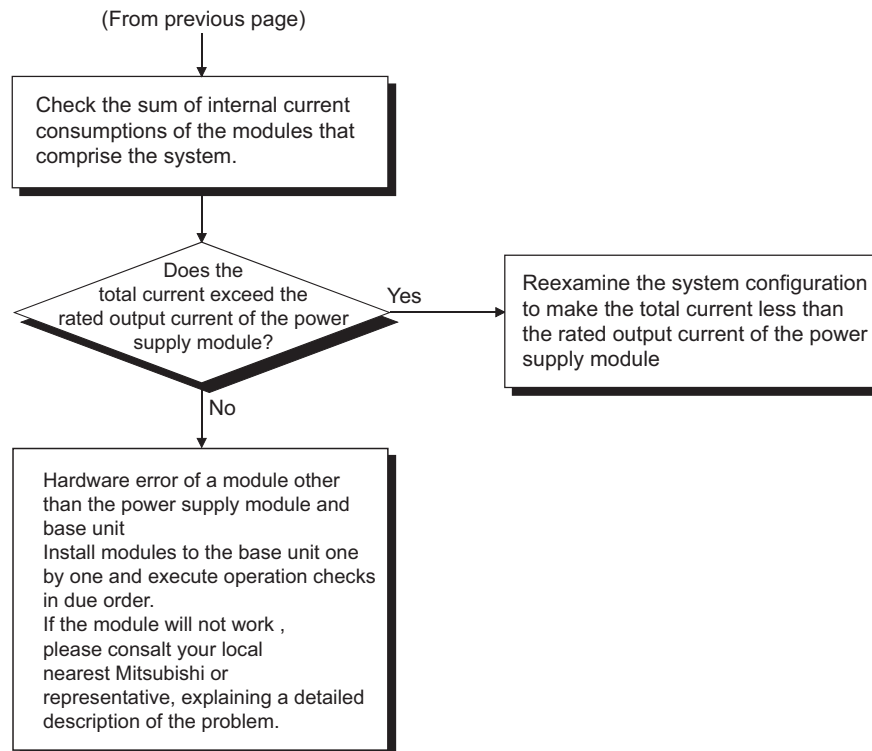 (From previous page)
Check the sum of internal current
consumptions of the modules that
comprise the system.
Does the
total current exceed the
rated output current of the power
supply module?
Yes
Reexamine the system configuration
to make the total current less than
the rated output current of the power
supply module
No
Hardware error of a module other
than the power supply module and
base unit
Install modules to the base unit one
by one and execute operation checks
in due order.
If the module will not work ,
please consalt your local
nearest Mitsubishi or
representative, explaining a detailed
description of the problem.